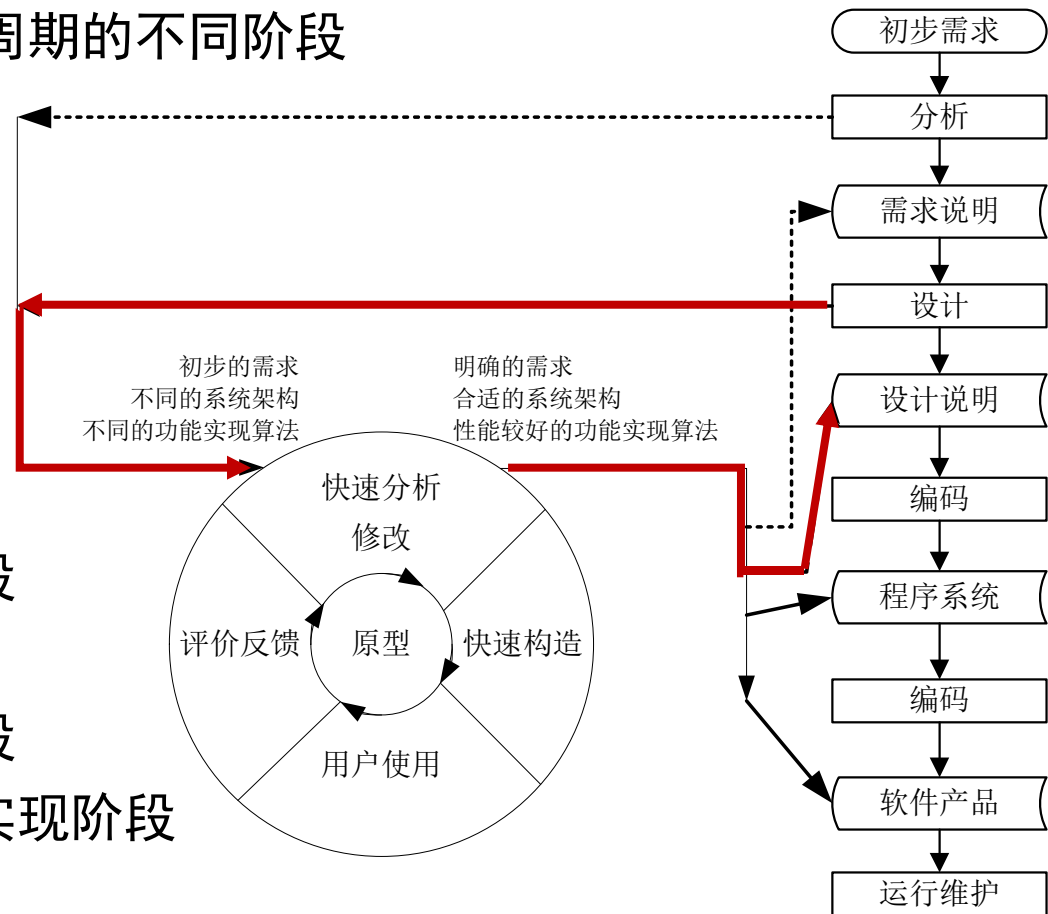 周期的不同阶段
初步需求
分析
需求说明
设计
初步的需求
不同的系统架构
不同的功能实现算法
明确的需求
合适的系统架构
性能较好的功能实现算法
设计说明
快速分析
修改
编码
段
评价反馈
原型
快速构造
程序系统
编码
段
用户使用
实现阶段
软件产品
运行维护